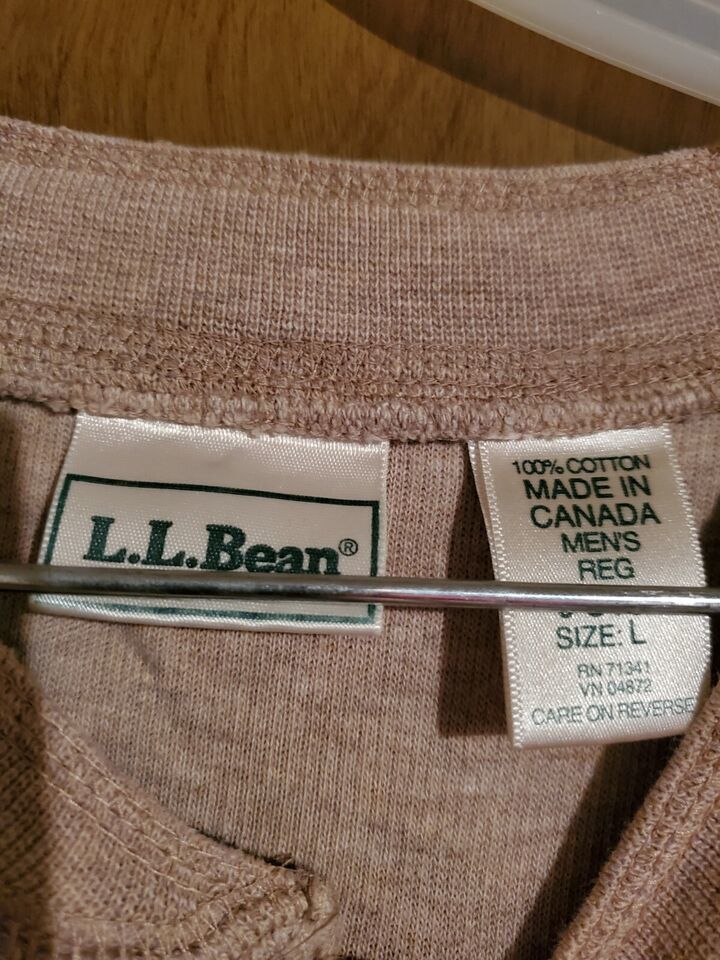 L.L.Bean®
100% COTTON
MADE IN
CANADA
MEN'S
REG
SIZE: L
RN 71341
VN 04872
CARE ON REVERSE